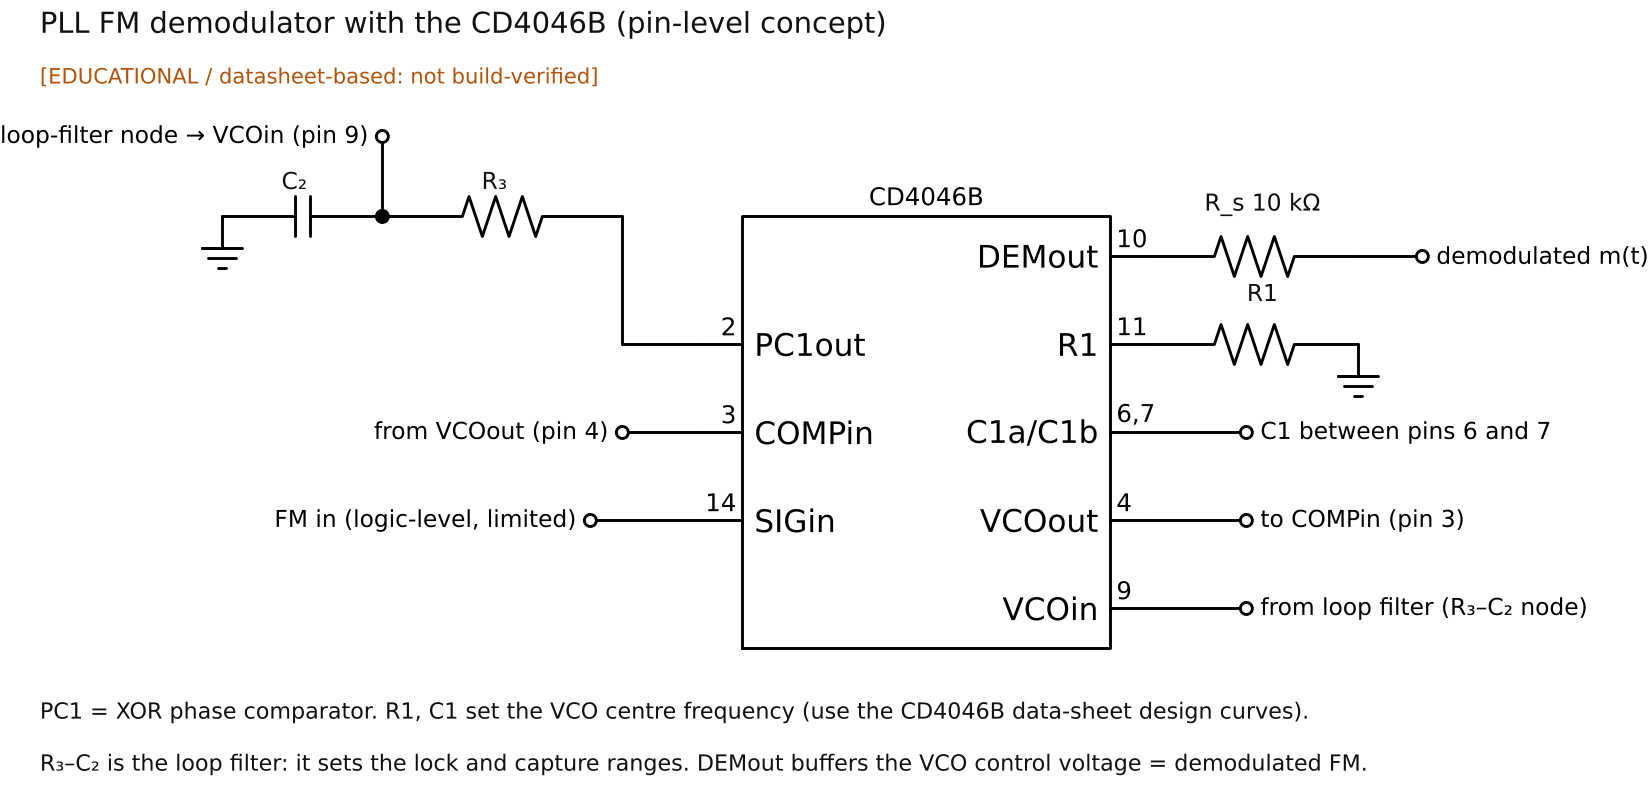 PLL FM demodulator with the CD4046B (pin-level concept)
[EDUCATIONAL / datasheet-based: not build-verified]
loop-filter node → VCOin (pin 9)
C₂
R₃
CD4046B
R_s 10 kΩ
DEMout
10
demodulated m(t)
R1
2
PC1out
R1
11
from VCOout (pin 4)
3
COMPin
C1a/C1b
6,7
C1 between pins 6 and 7
FM in (logic-level, limited)
14
SIGin
VCOout
4
to COMPin (pin 3)
VCOin
9
from loop filter (R₃–C₂ node)
PC1 = XOR phase comparator. R1, C1 set the VCO centre frequency (use the CD4046B data-sheet design curves).
R₃–C₂ is the loop filter: it sets the lock and capture ranges. DEMout buffers the VCO control voltage = demodulated FM.